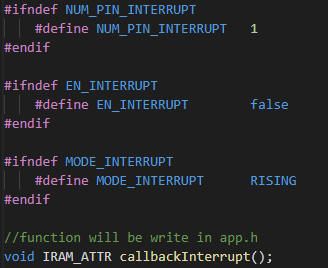 #ifndef NUM_PIN_INTERRUPT
#define NUM_PIN_INTERRUPT 1
#endif
#ifndef EN_INTERRUPT
#define EN_INTERRUPT false
#endif
#ifndef MODE_INTERRUPT
#define MODE_INTERRUPT RISING
#endif
//function will be write in app.h
void IRAM_ATTR callbackInterrupt();